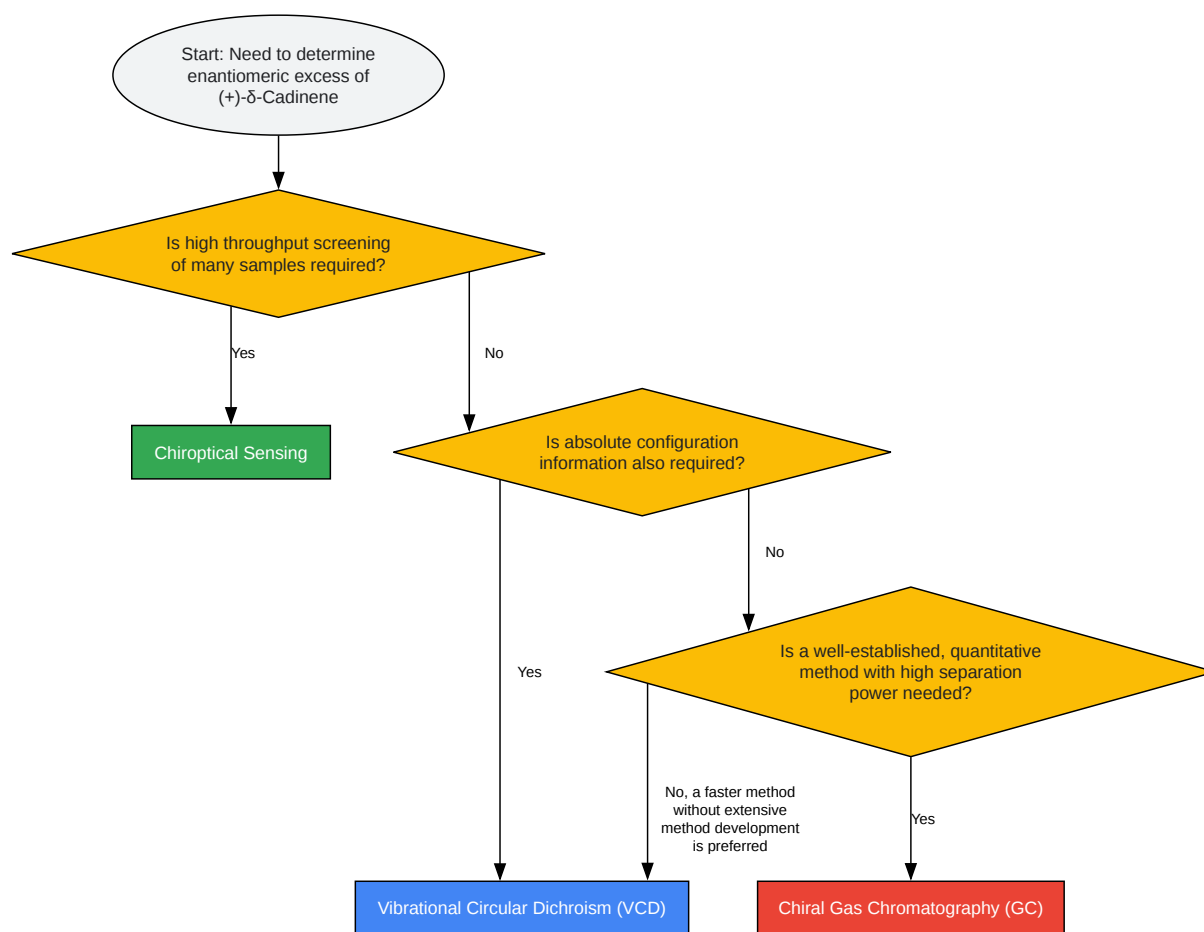 Start: Need to determine
enantiomeric excess of
(+)-δ-Cadinene
Is high throughput screening
of many samples required?
Yes
No
Chiroptical Sensing
Is absolute configuration
information also required?
No
Yes
Is a well-established, quantitative
method with high separation
power needed?
No, a faster method
without extensive
method development
is preferred
Yes
Vibrational Circular Dichroism (VCD)
Chiral Gas Chromatography (GC)